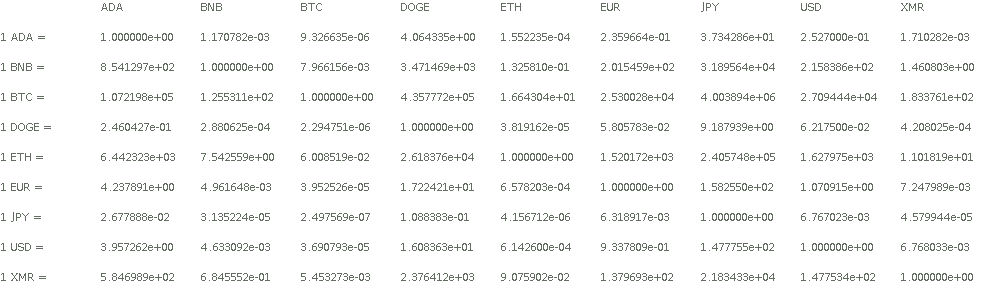 ADA BNB BTC DOGE ETH EUR JPY USD XMR
1 ADA = 1.000000e+00 1.170782e-03 9.326635e-06 4.064335e+00 1.552235e-04 2.359664e-01 3.734286e+01 2.527000e-01 1.710282e-03
1 BNB = 8.541297e+02 1.000000e+00 7.966156e-03 3.471469e+03 1.325810e-01 2.015459e+02 3.189564e+04 2.158386e+02 1.460803e+00
1 BTC = 1.072198e+05 1.255311e+02 1.000000e+00 4.357772e+05 1.664304e+01 2.530028e+04 4.003894e+06 2.709444e+04 1.833761e+02
1 DOGE = 2.460427e-01 2.880625e-04 2.294751e-06 1.000000e+00 3.819162e-05 5.805783e-02 9.187939e+00 6.217500e-02 4.208025e-04
1 ETH = 6.442323e+03 7.542559e+00 6.008519e-02 2.618376e+04 1.000000e+00 1.520172e+03 2.405748e+05 1.627975e+03 1.101819e+01
1 EUR = 4.237891e+00 4.961648e-03 3.952526e-05 1.722421e+01 6.578203e-04 1.000000e+00 1.582550e+02 1.070915e+00 7.247989e-03
1 JPY = 2.677888e-02 3.135224e-05 2.497569e-07 1.088383e-01 4.156712e-06 6.318917e-03 1.000000e+00 6.767023e-03 4.579944e-05
1 USD = 3.957262e+00 4.633092e-03 3.690793e-05 1.608363e+01 6.142600e-04 9.337809e-01 1.477755e+02 1.000000e+00 6.768033e-03
1 XMR = 5.846989e+02 6.845552e-01 5.453273e-03 2.376412e+03 9.075902e-02 1.379693e+02 2.183433e+04 1.477534e+02 1.000000e+00